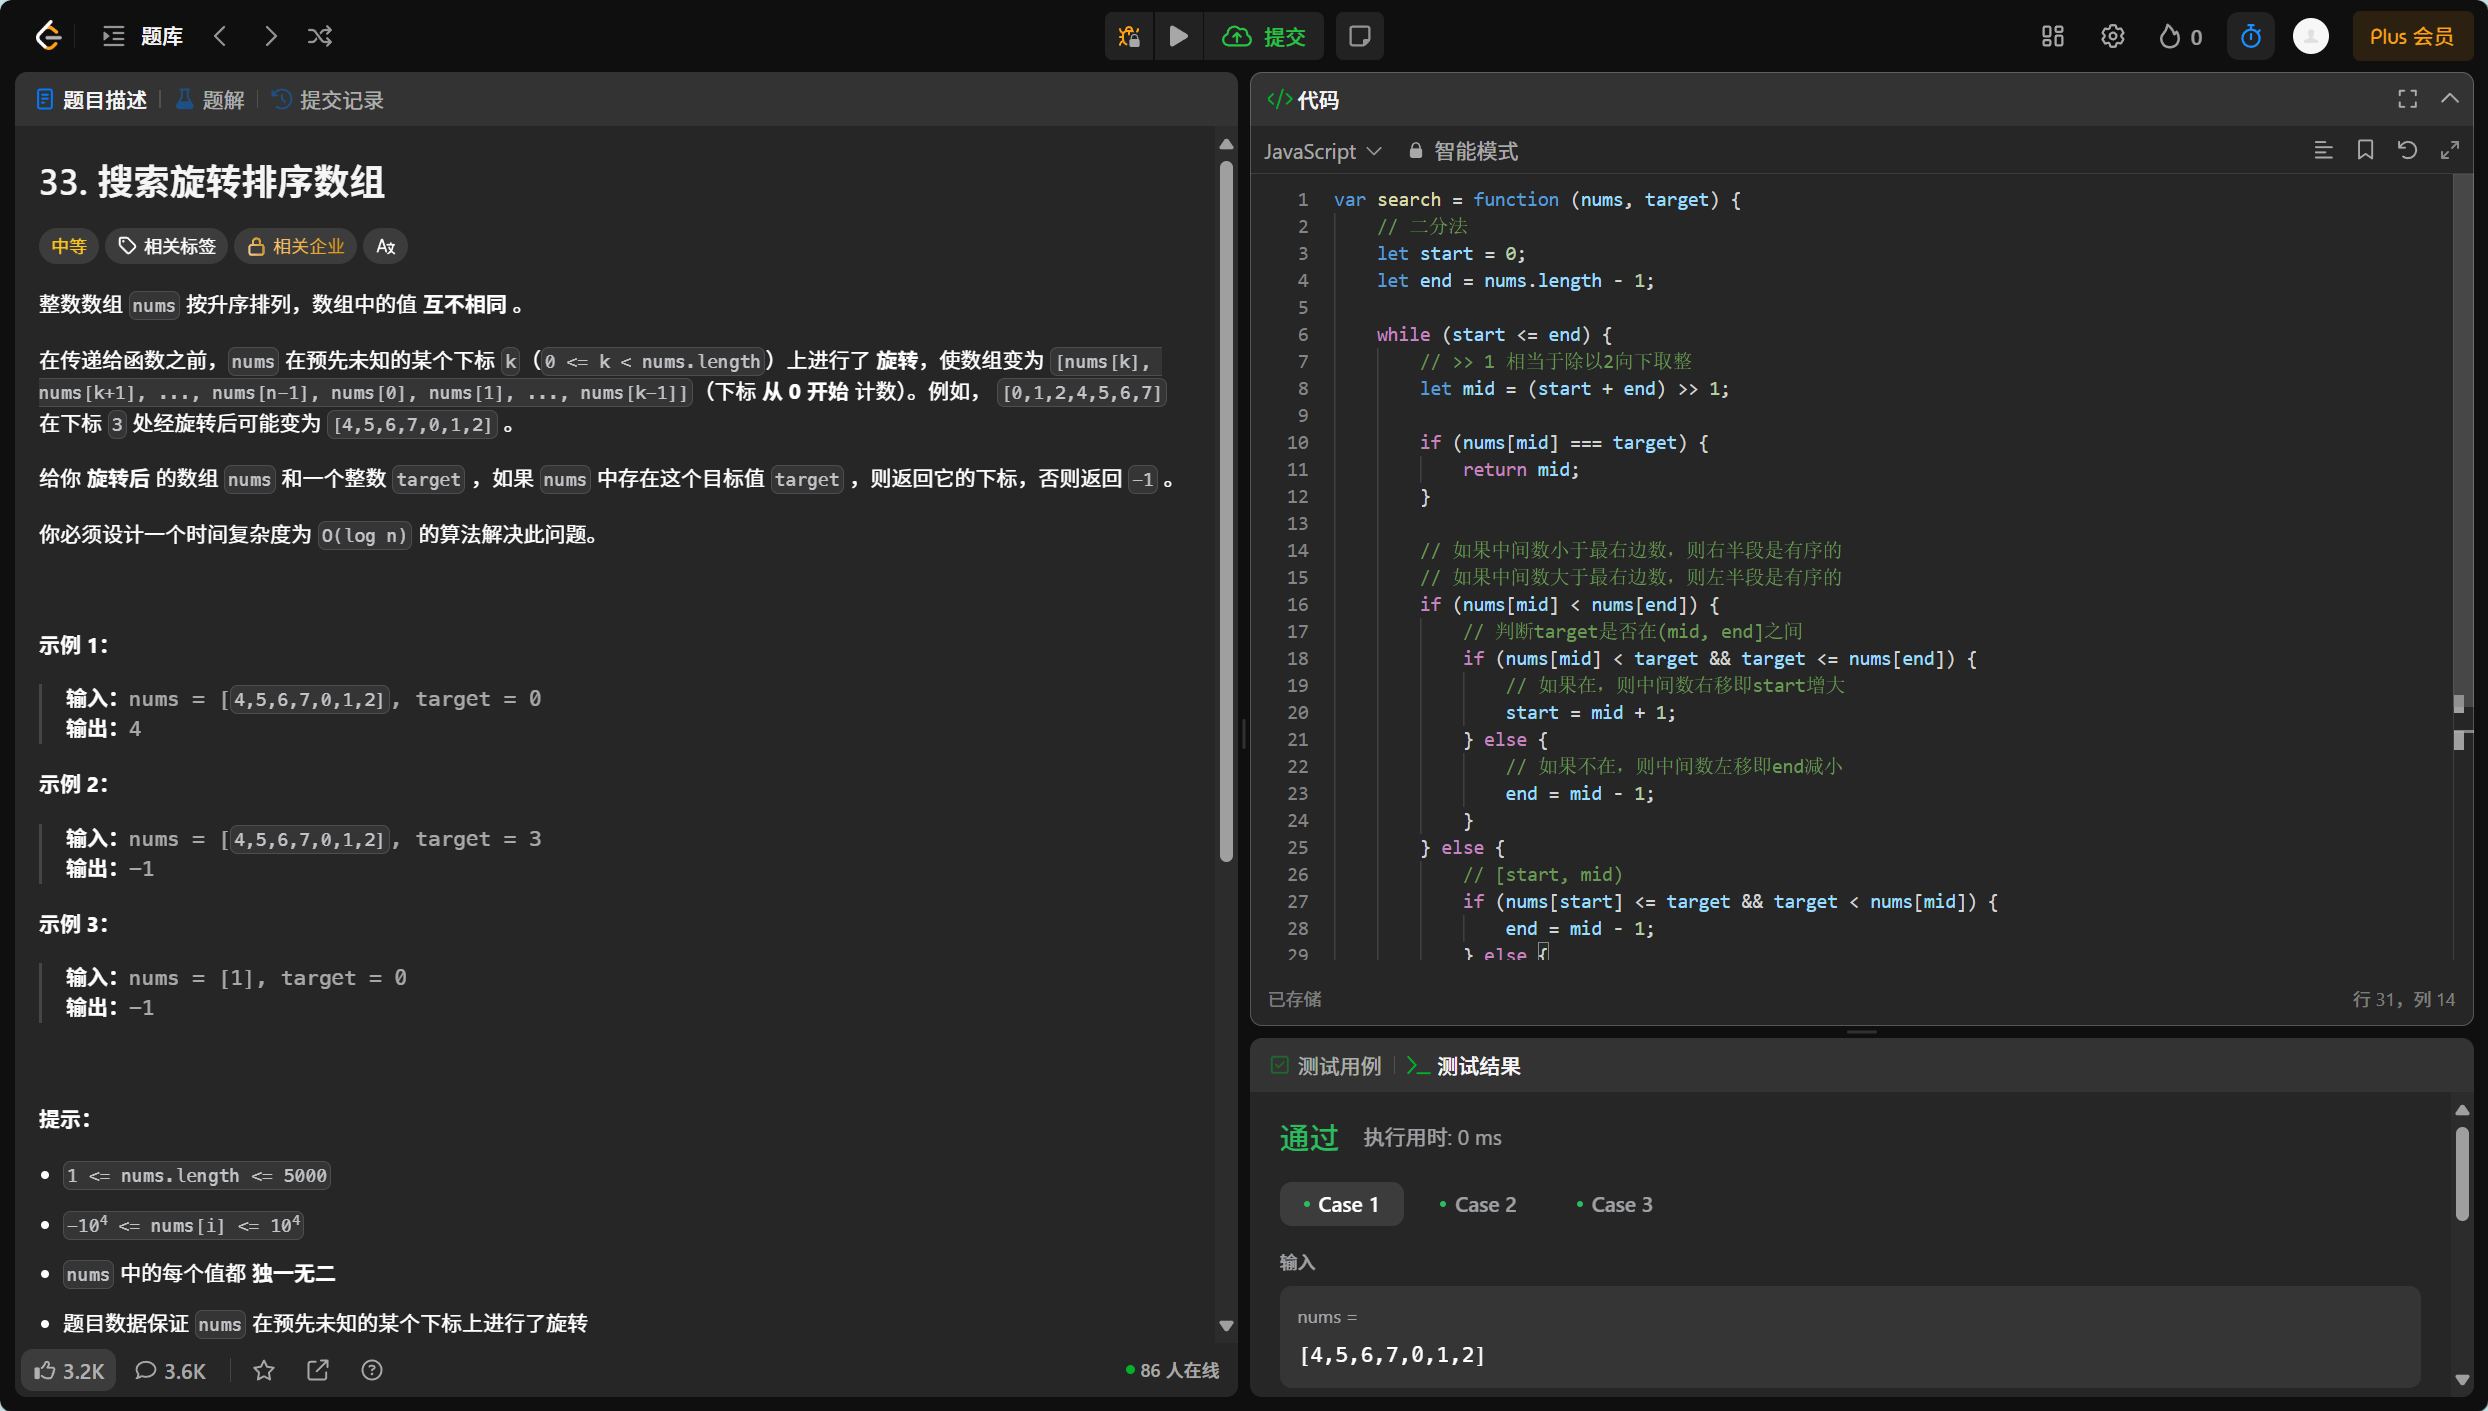 题库
提交
0
Plus 会员
题目描述
题解
提交记录
33. 搜索旋转排序数组
中等
相关标签
相关企业
整数数组 nums 按升序排列，数组中的值 互不相同 。
在传递给函数之前，nums 在预先未知的某个下标 k（0 <= k < nums.length）上进行了 旋转，使数组变为 [nums[k],
nums[k+1], ..., nums[n-1], nums[0], nums[1], ..., nums[k-1]]（下标 从 0 开始 计数）。例如， [0,1,2,4,5,6,7]
在下标 3 处经旋转后可能变为 [4,5,6,7,0,1,2] 。
给你 旋转后 的数组 nums 和一个整数 target ，如果 nums 中存在这个目标值 target ，则返回它的下标，否则返回 -1 。
你必须设计一个时间复杂度为 O(log n) 的算法解决此问题。
示例 1：
输入：nums = [4,5,6,7,0,1,2], target = 0
输出：4
示例 2：
输入：nums = [4,5,6,7,0,1,2], target = 3
输出：-1
示例 3：
输入：nums = [1], target = 0
输出：-1
提示：
1 <= nums.length <= 5000
-10^4 <= nums[i] <= 10^4
nums 中的每个值都 独一无二
题目数据保证 nums 在预先未知的某个下标上进行了旋转
3.2K
3.6K
86 人在线
</> 代码
JavaScript
智能模式
1 var search = function (nums, target) {
2 // 二分法
3 let start = 0;
4 let end = nums.length - 1;
5
6 while (start <= end) {
7 // >> 1 相当于除以2向下取整
8 let mid = (start + end) >> 1;
9
10 if (nums[mid] === target) {
11 return mid;
12 }
13
14 // 如果中间数小于最右边数，则右半段是有序的
15 // 如果中间数大于最右边数，则左半段是有序的
16 if (nums[mid] < nums[end]) {
17 // 判断target是否在(mid, end]之间
18 if (nums[mid] < target && target <= nums[end]) {
19 // 如果在，则中间数右移即start增大
20 start = mid + 1;
21 } else {
22 // 如果不在，则中间数左移即end减小
23 end = mid - 1;
24 }
25 } else {
26 // [start, mid)
27 if (nums[start] <= target && target < nums[mid]) {
28 end = mid - 1;
29 } else {
已存储
行 31，列 14
测试用例
测试结果
通过
执行用时: 0 ms
Case 1
Case 2
Case 3
输入
nums =
[4,5,6,7,0,1,2]